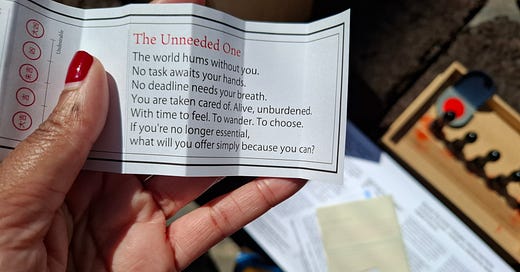 The Unneeded One
The world hums without you.
No task awaits your hands.
No deadline needs your breath.
You are taken cared of. Alive, unburdened.
With time to feel. To wander. To choose.
If you're no longer essential,
what will you offer simply because you can?